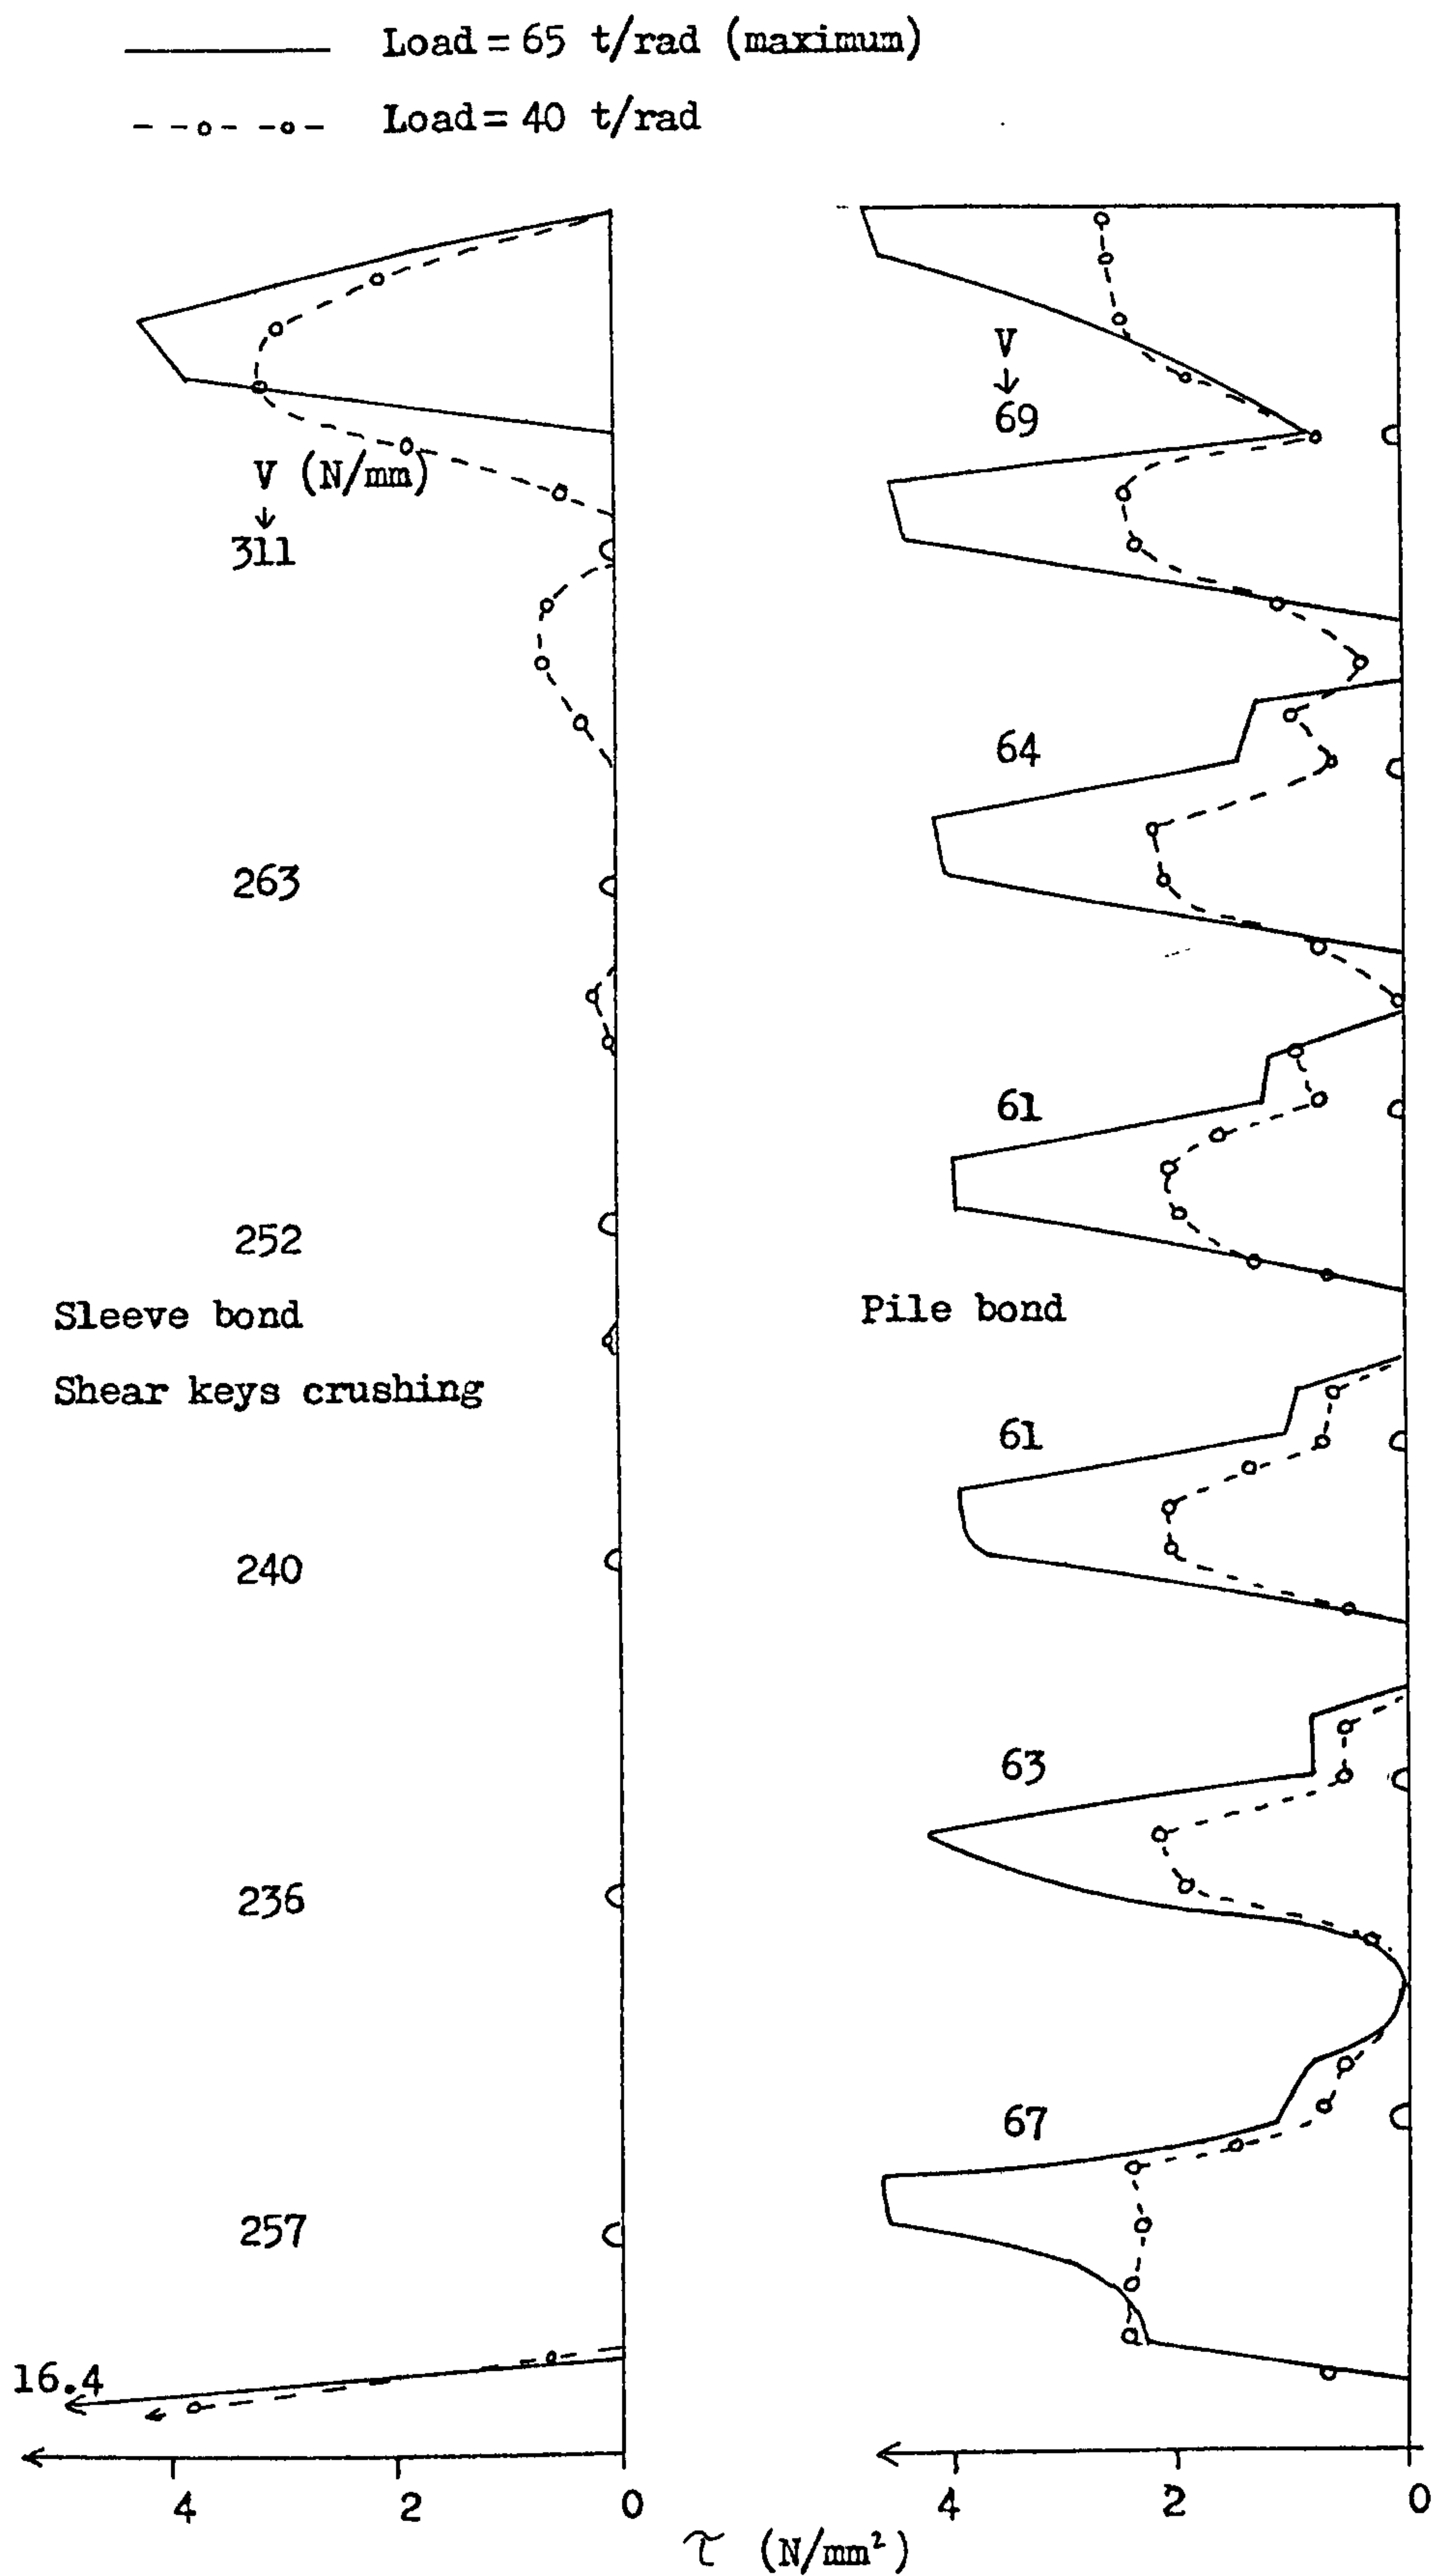 Load = 65 t/rad (maximum)
Load = 40 t/rad
V (N/mm)
311
263
252
Sleeve bond
Shear keys crushing
240
236
257
16.4
4 2 0
V
69
64
61
Pile bond
61
63
67
4 2 0
τ (N/mm²)